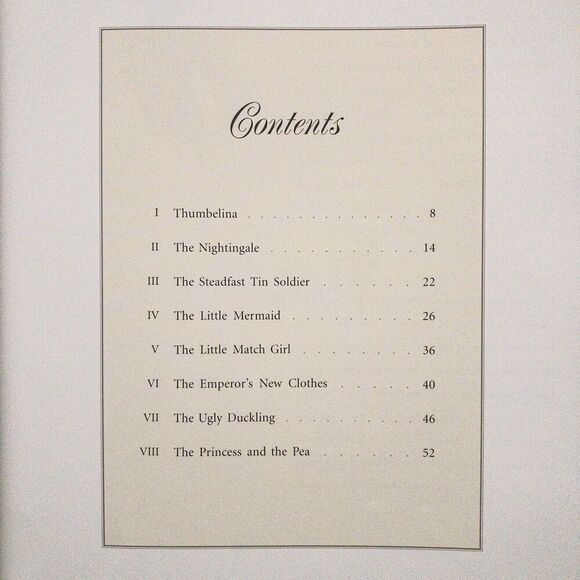 Contents
I Thumbelina . . . . . . . . . . . . . . 8
II The Nightingale . . . . . . . . . . . . 14
III The Steadfast Tin Soldier . . . . . . 22
IV The Little Mermaid . . . . . . . . . . 26
V The Little Match Girl . . . . . . . . 36
VI The Emperor's New Clothes . . . . . 40
VII The Ugly Duckling . . . . . . . . . . 46
VIII The Princess and the Pea . . . . . . 52